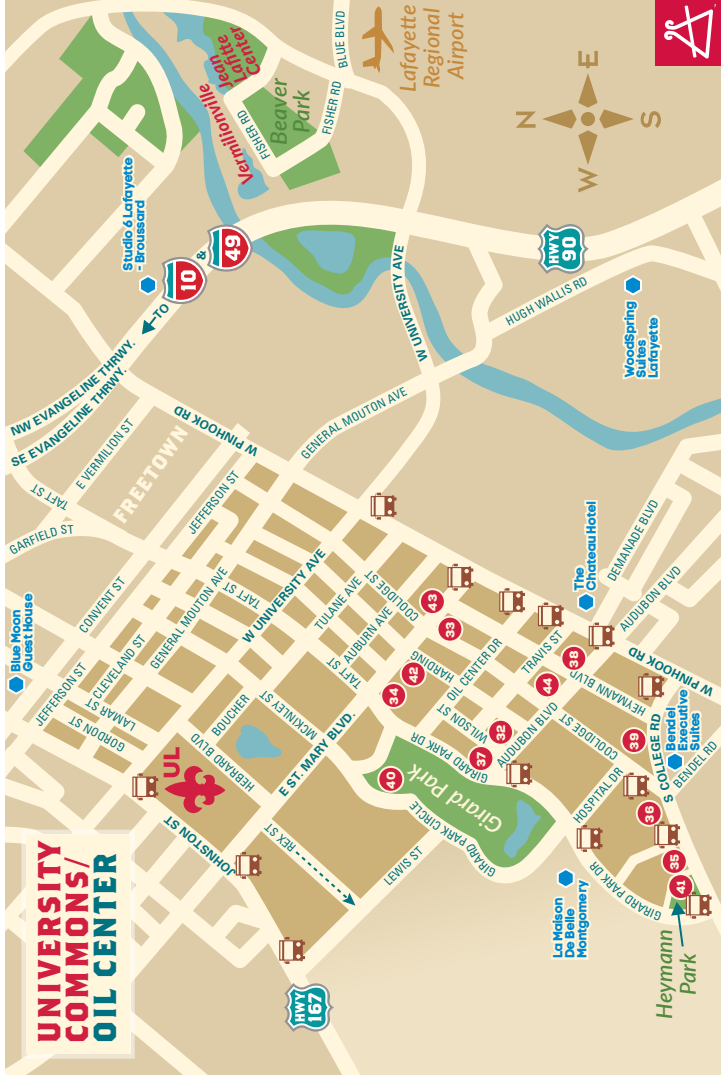 UNIVERSITY
COMMONS/
OIL CENTER
Blue Moon
Guest House
Studio 6 Lafayette
- Broussard
NW EVANGELINE THRWY.
SE EVANGELINE THRWY.
TO
10
&
49
Vermilionville
Jean
Lafitte
Center
Beaver
Park
FISHER RD
FISHER RD
BLUE BLVD
Lafayette
Regional
Airport
N
E
S
W
HWY
90
HUGH WALLIS RD
WoodSpring
Suites
Lafayette
W UNIVERSITY AVE
GENERAL MOUTON AVE
W PINHOOK RD
FREETOWN
E VERMILION ST
TAFT ST
GARFIELD ST
CONVENT ST
JEFFERSON ST
JEFFERSON ST
CLEVELAND ST
LAMAR ST
GORDON ST
GENERAL MOUTON AVE
TAFT ST
W UNIVERSITY AVE
TULANE AVE
COOLIDGE ST
AUBURN AVE
TAFT ST
HARDING
OIL CENTER DR
WILSON ST
TRAVIS ST
AUDUBON BLVD
HEYMANN BLVD
COOLIDGE ST
DEMANADE BLVD
AUDUBON BLVD
W PINHOOK RD
The
Chateau Hotel
HEBRARD BLVD
BOUCHER
MCKINLEY ST
E ST. MARY BLVD.
UL
JOHNSTON ST
REX ST
LEWIS ST
GIRARD PARK CIRCLE
Girard Park
GIRARD PARK DR
HOSPITAL DR
S COLLEGE RD
Bendel
Executive
Suites
BENDEL RD
GIRARD PARK DR
La Maison
De Belle
Montgomery
Heymann
Park
HWY
167
43
33
42
34
38
44
32
37
40
39
36
35
41